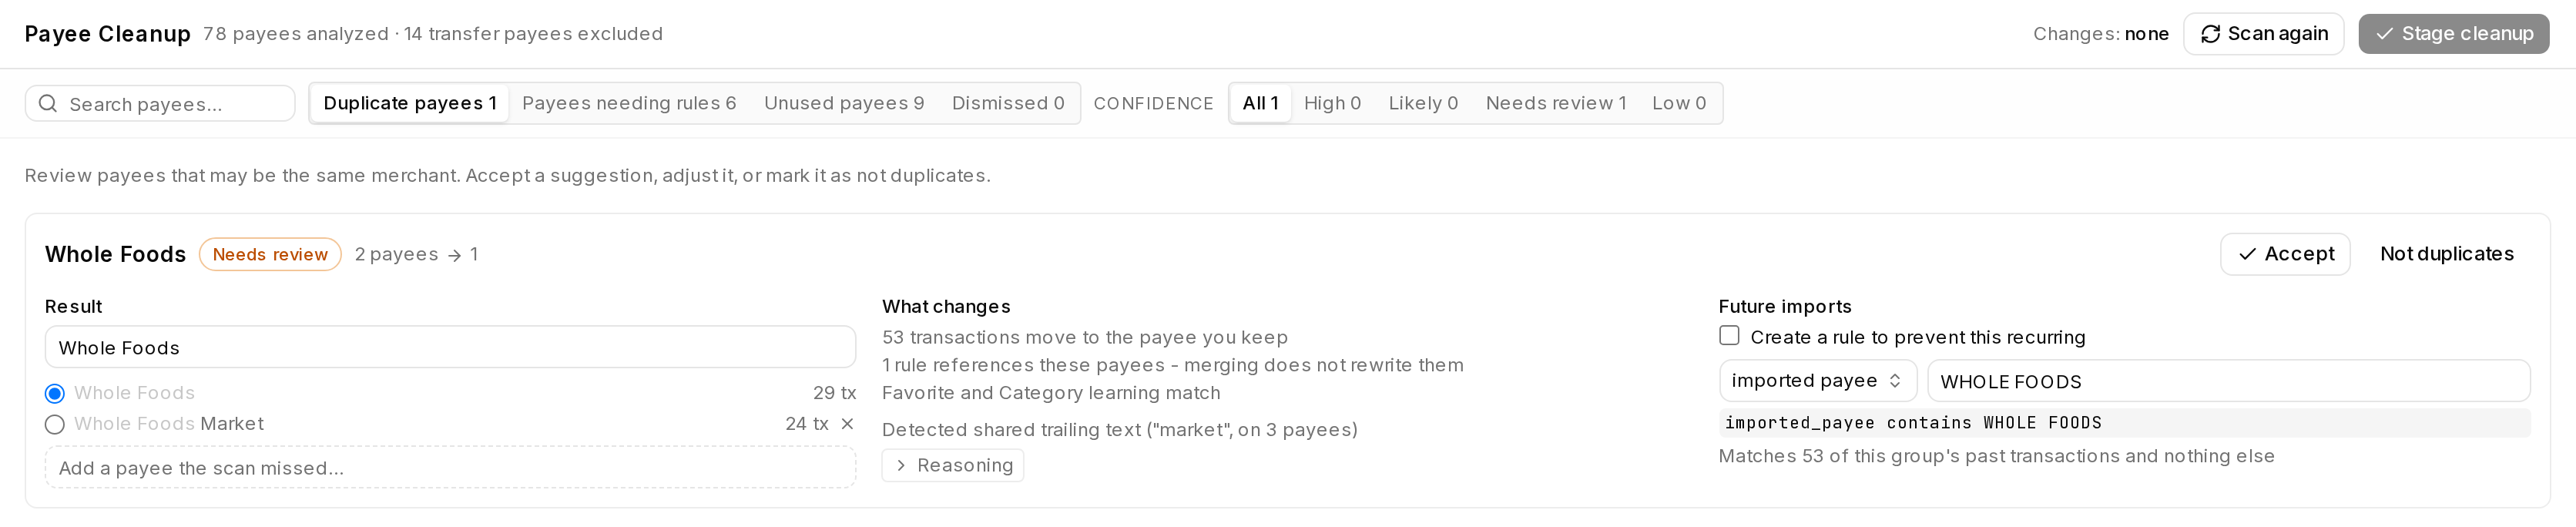 Payee Cleanup 78 payees analyzed · 14 transfer payees excluded Changes: none Scan again Stage cleanup
Search payees... Duplicate payees 1 Payees needing rules 6 Unused payees 9 Dismissed 0 CONFIDENCE All 1 High 0 Likely 0 Needs review 1 Low 0
Review payees that may be the same merchant. Accept a suggestion, adjust it, or mark it as not duplicates.
Whole Foods Needs review 2 payees → 1 Accept Not duplicates
Result
Whole Foods
Whole Foods 29 tx
Whole Foods Market 24 tx ×
Add a payee the scan missed...
What changes
53 transactions move to the payee you keep
1 rule references these payees - merging does not rewrite them
Favorite and Category learning match
Detected shared trailing text ("market", on 3 payees)
Reasoning
Future imports
Create a rule to prevent this recurring
imported payee WHOLE FOODS
imported_payee contains WHOLE FOODS
Matches 53 of this group's past transactions and nothing else